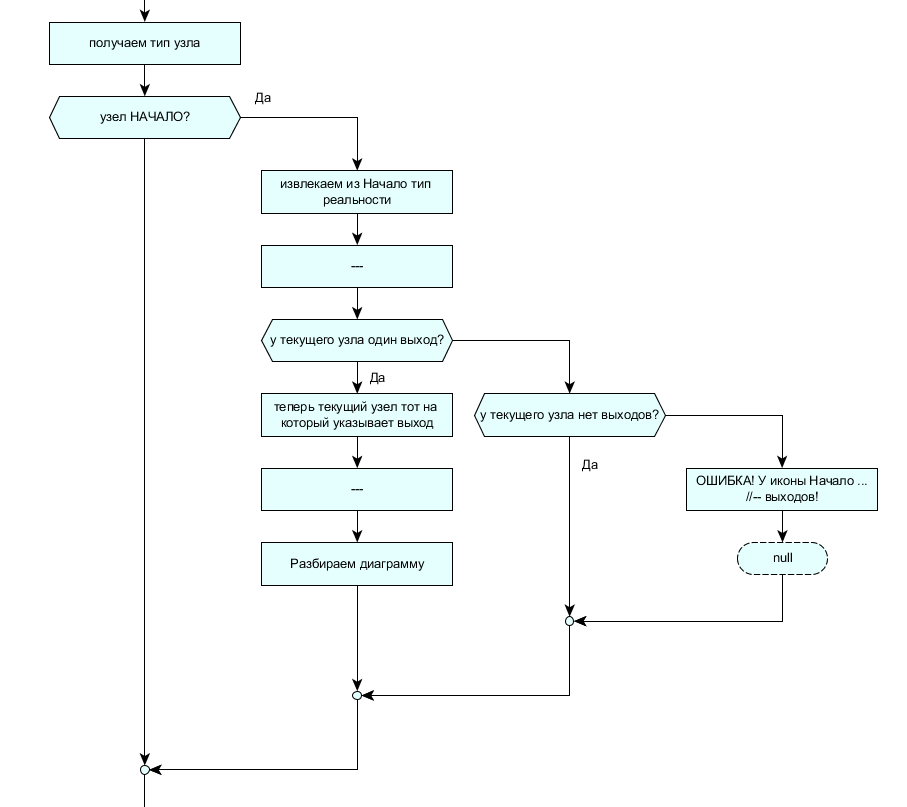 получаем тип узла
Да
узел НАЧАЛО?
извлекаем из Начало тип
реальности
---
у текущего узла один выход?
Да
теперь текущий узел тот на
который указывает выход
у текущего узла нет выходов?
Да
---
ОШИБКА! У иконы Начало ...
//-- выходов!
Разбираем диаграмму
null